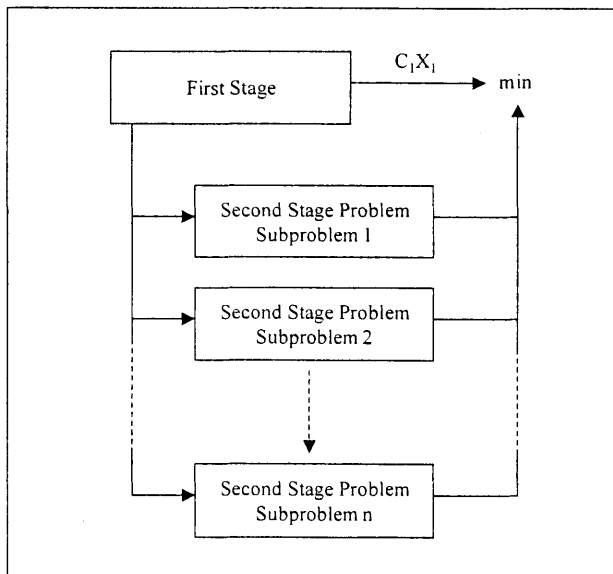 First Stage
C₁X₁
min
Second Stage Problem
Subproblem 1
Second Stage Problem
Subproblem 2
Second Stage Problem
Subproblem n